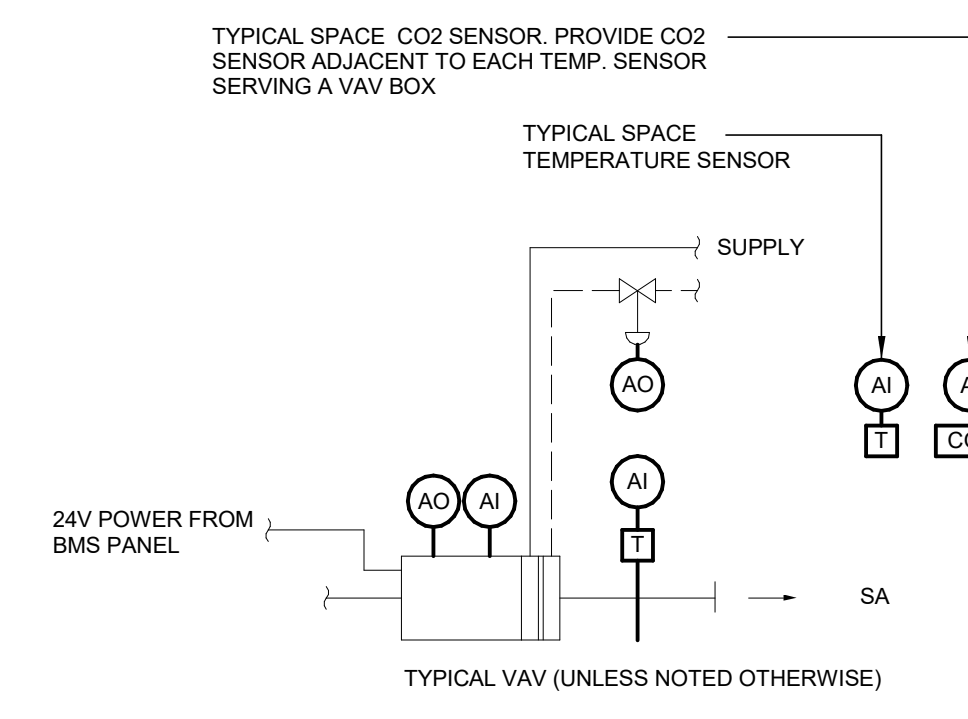 TYPICAL SPACE CO2 SENSOR. PROVIDE CO2
SENSOR ADJACENT TO EACH TEMP. SENSOR
SERVING A VAV BOX
TYPICAL SPACE
TEMPERATURE SENSOR
SUPPLY
AO
AI
T
AI
T
AO
AI
24V POWER FROM
BMS PANEL
SA
TYPICAL VAV (UNLESS NOTED OTHERWISE)